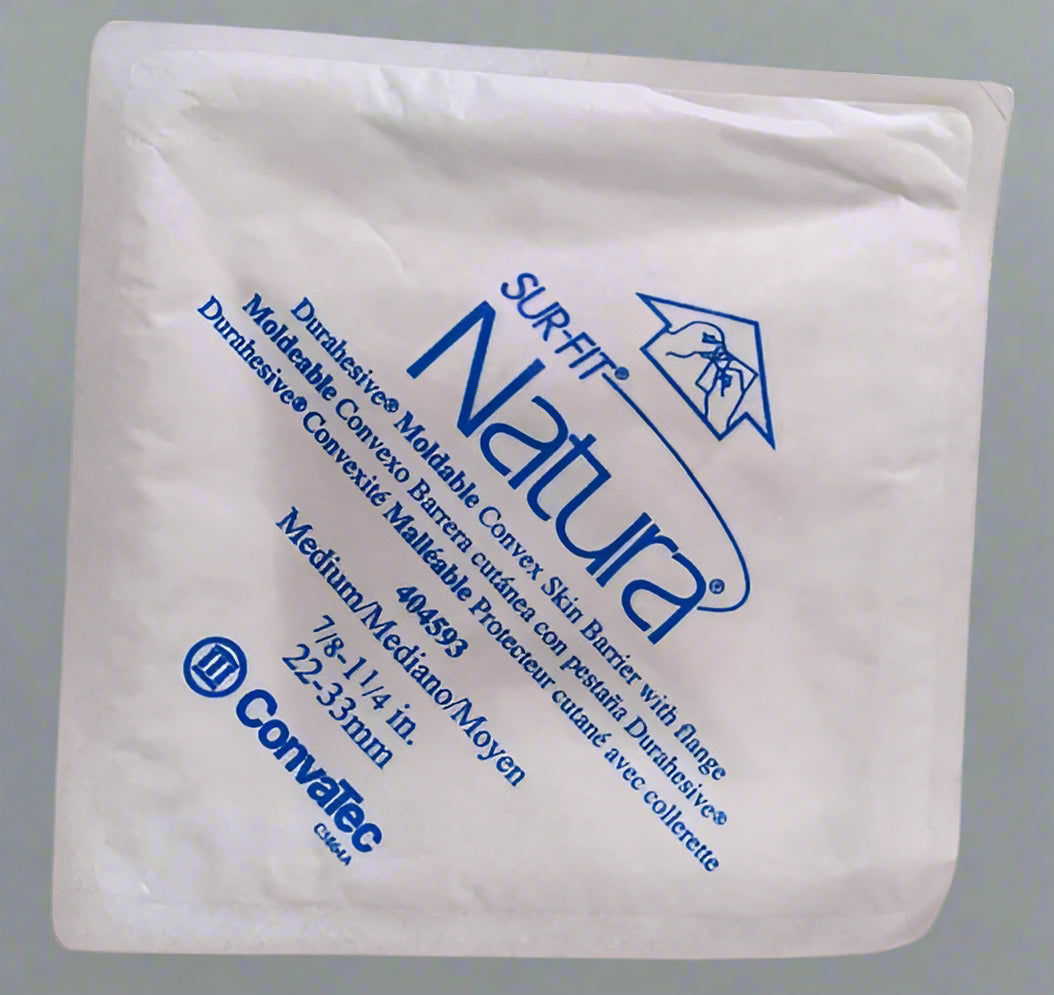 SUR-FIT®
Natura®
Durahesive® Moldable Convex Skin Barrier with flange
Moldeable Convexo Barrera cutánea con pestaña Durahesive®
Durahesive® Convexité Malléable Protecteur cutané avec collerette
404593
Medium/Mediano/Moyen
7/8-1 1/4 in.
22-33mm
ConvaTec